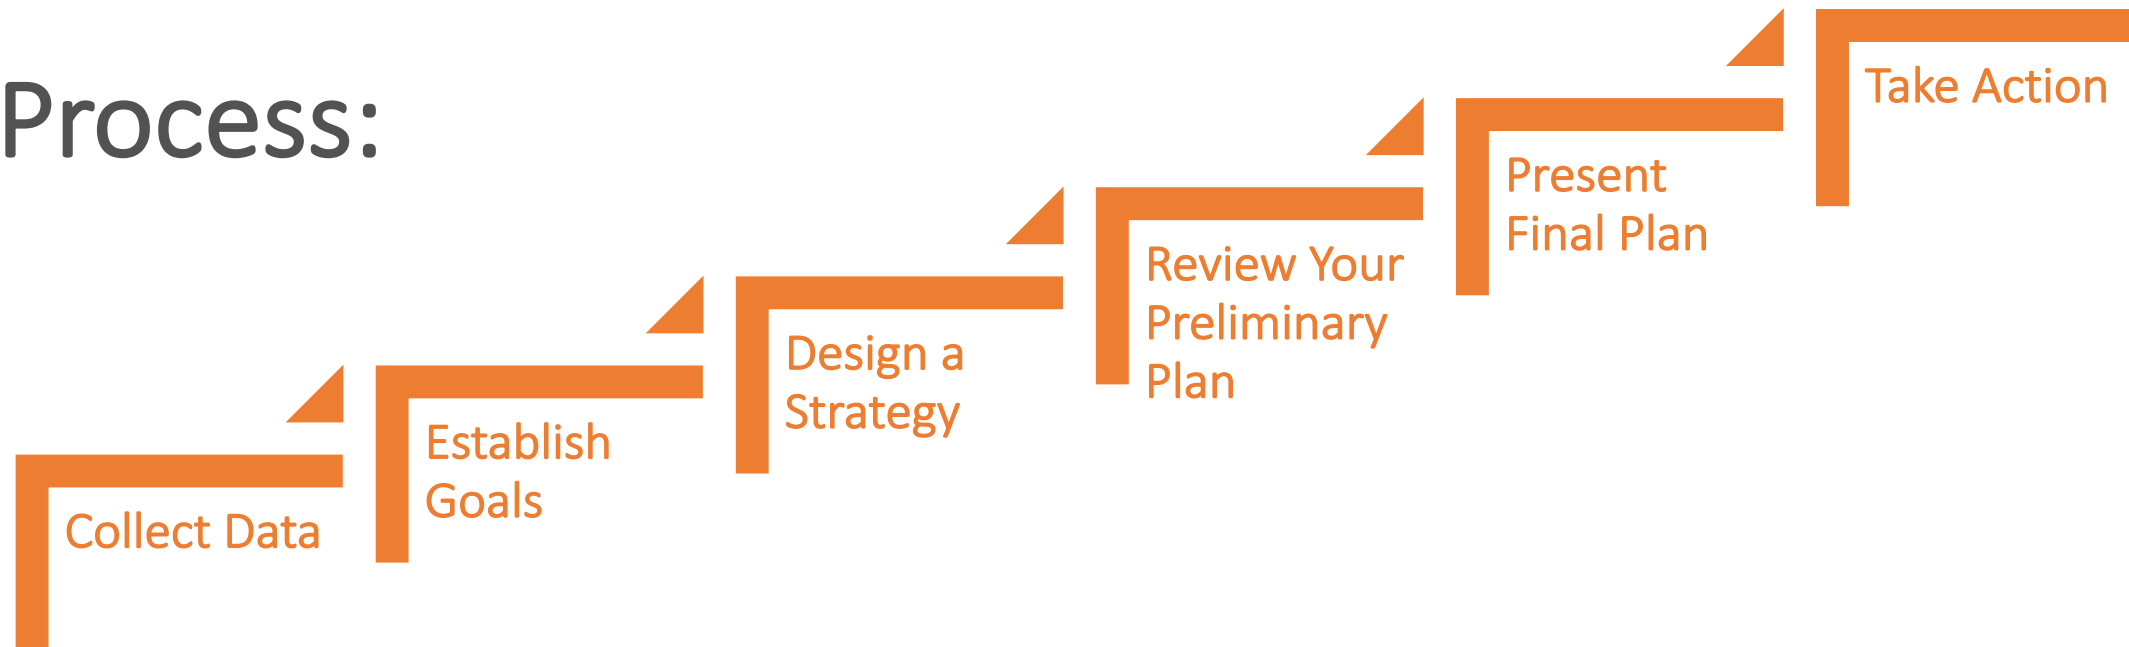 Process:
Collect Data
Establish
Goals
Design a
Strategy
Review Your
Preliminary
Plan
Present
Final Plan
Take Action